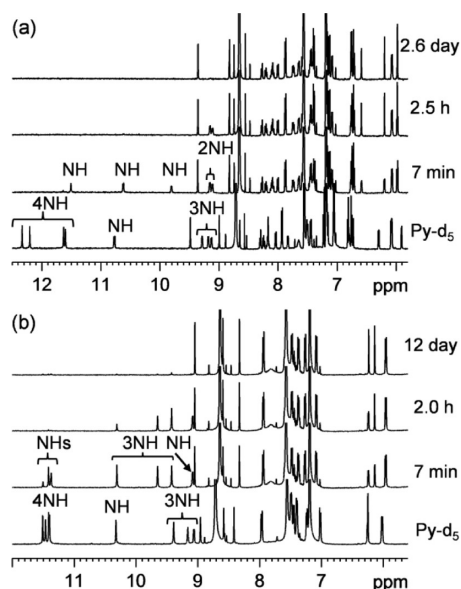 (a)
2.6 day
2.5 h
2NH
NH NH NH
7 min
4NH
NH
3NH
Py-d5
12 11 10 9 8 7 ppm
(b)
12 day
2.0 h
NHs
3NH NH
7 min
4NH
NH
3NH
Py-d5
11 10 9 8 7 ppm